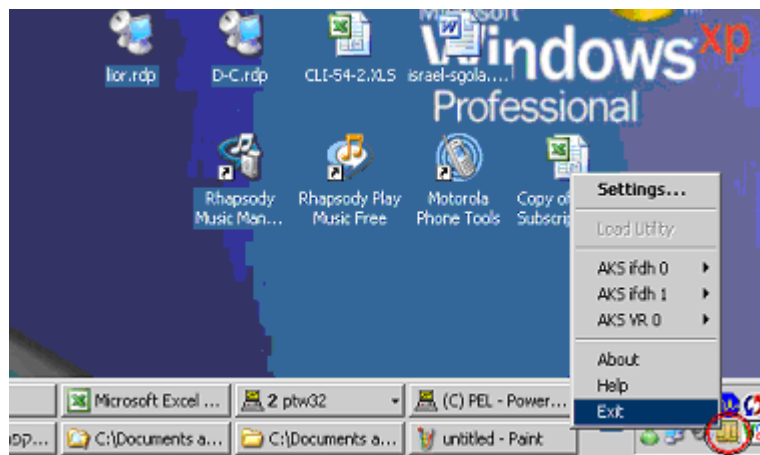 Microsoft
Windows xp
Professional
lior.rdp
D-C.rdp
CLI-54-2.XLS
israel-sgola....
Rhapsody
Music Man...
Rhapsody Play
Music Free
Motorola
Phone Tools
Copy of
Subscrip
Settings...
Load Utility
AKS ifdh 0
AKS ifdh 1
AKS VR 0
About
Help
Exit
Microsoft Excel ...
2 ptw32
(C) PEL - Power...
C:\Documents a...
C:\Documents a...
untitled - Paint